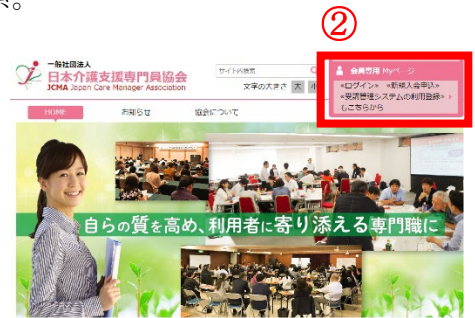 。
②
一般社団法人
日本介護支援専門員協会
JCMA Japan Care Manager Association
サイト内検索
文字の大きさ 大 小
会員専用 Myページ
«ログイン» «新規入会申込»
«受講管理システムの利用登録»
もこちらから
HOME お知らせ 協会について
自らの質を高め、利用者に寄り添える専門職に